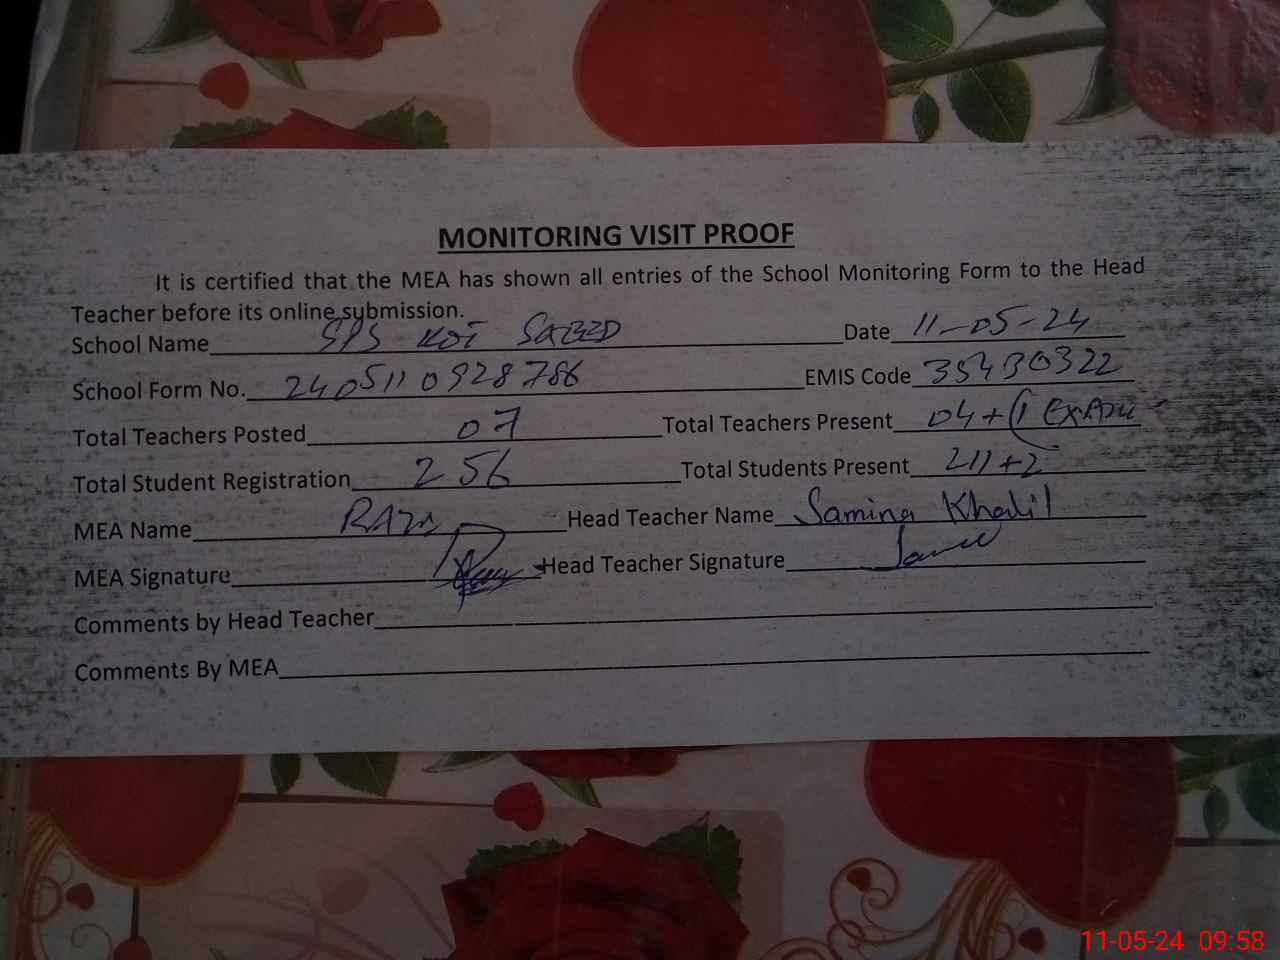 MONITORING VISIT PROOF
It is certified that the MEA has shown all entries of the School Monitoring Form to the Head
Teacher before its online submission.
School Name SPS KOT SAEED Date 11-05-24
School Form No. 240511 0928786 EMIS Code 35430322
Total Teachers Posted 07 Total Teachers Present 04+(1
Total Student Registration 256 Total Students Present 211+2
MEA Name Head Teacher Name Samina Khalil
MEA Signature Head Teacher Signature
Comments by Head Teacher
Comments By MEA
11-05-24 09:58